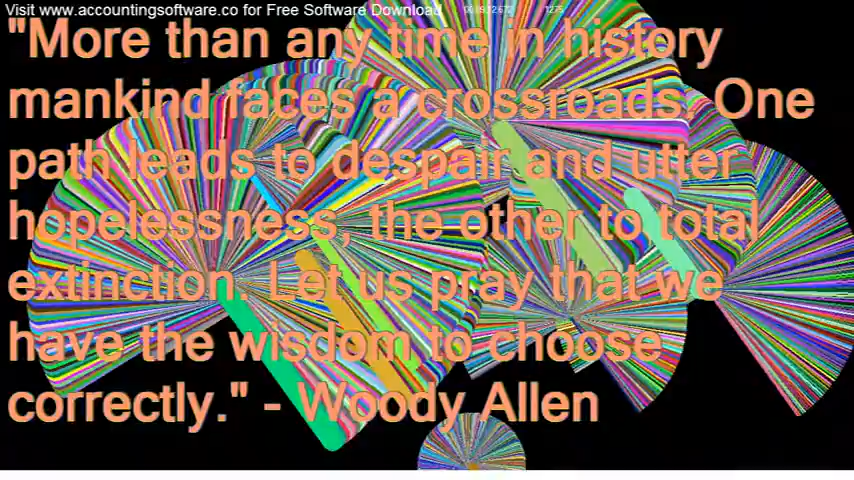 Visit www.accountingsoftware.co for Free Software Download
"More than any time in history
mankind faces a crossroads. One
path leads to despair and utter
hopelessness, the other to total
extinction. Let us pray that we
have the wisdom to choose
correctly." - Woody Allen